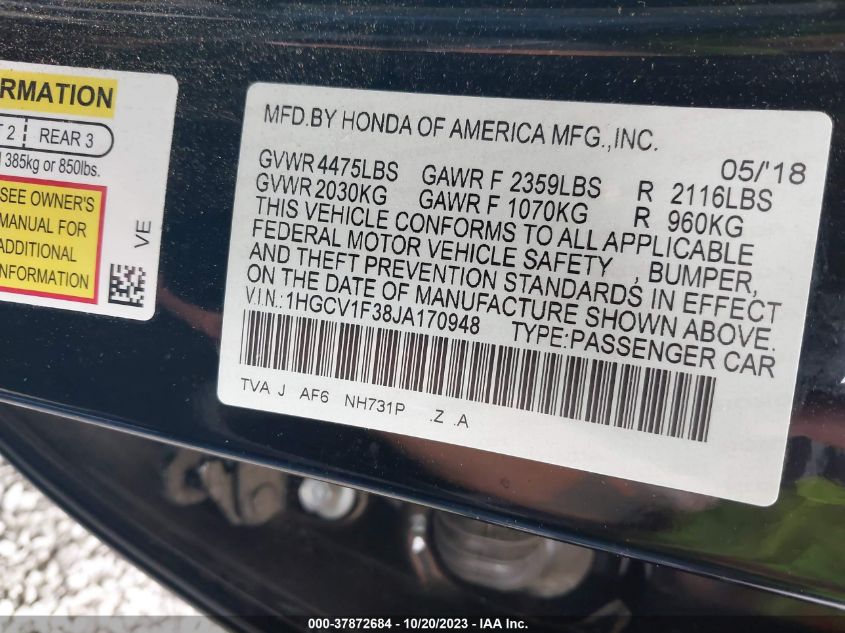 RMATION
T 2 REAR 3
385kg or 850lbs.
SEE OWNER'S
MANUAL FOR
ADDITIONAL
INFORMATION
VE
MFD.BY HONDA OF AMERICA MFG.,INC.
05/'18
GVWR 4475LBS GAWR F 2359LBS R 2116LBS
GVWR 2030KG GAWR F 1070KG R 960KG
THIS VEHICLE CONFORMS TO ALL APPLICABLE
FEDERAL MOTOR VEHICLE SAFETY , BUMPER,
AND THEFT PREVENTION STANDARDS IN EFFECT
ON THE DATE OF MANUFACTURE SHOWN ABOVE.
V.I.N.:1HGCV1F38JA170948 TYPE:PASSENGER CAR
TVA J AF6 NH731P .Z .A
000-37872684 | 10/20/2023 - IAA Inc.